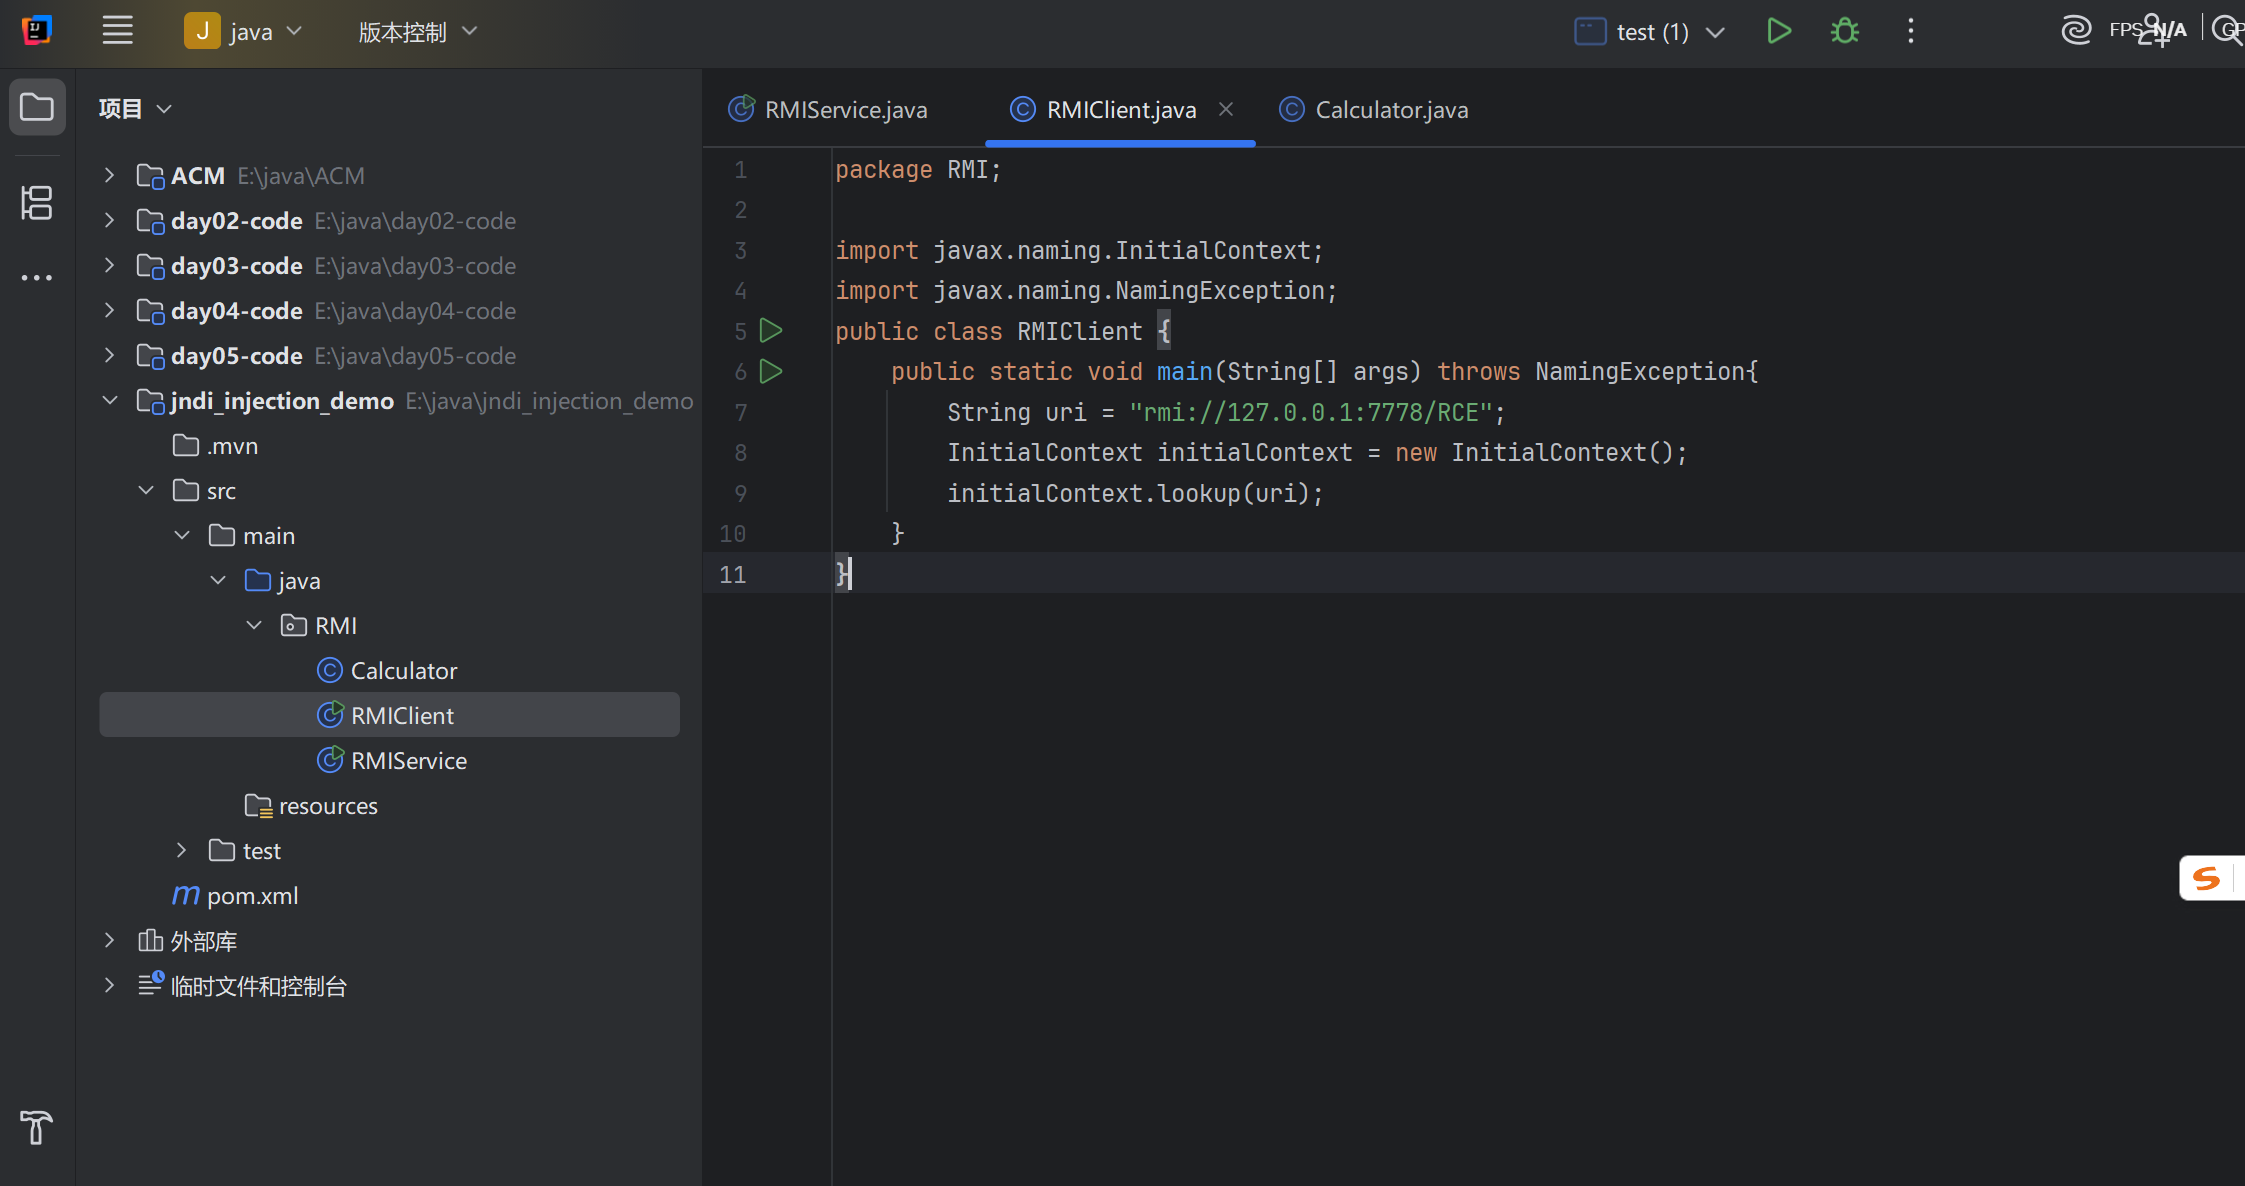 java
版本控制
test (1)
FPS N/A
GP
项目
RMIService.java
RMIClient.java
Calculator.java
ACM E:\java\ACM
day02-code E:\java\day02-code
day03-code E:\java\day03-code
day04-code E:\java\day04-code
day05-code E:\java\day05-code
jndi_injection_demo E:\java\jndi_injection_demo
.mvn
src
main
java
RMI
Calculator
RMIClient
RMIService
resources
test
pom.xml
外部库
临时文件和控制台
1 package RMI;
2
3 import javax.naming.InitialContext;
4 import javax.naming.NamingException;
5 public class RMIClient {
6 public static void main(String[] args) throws NamingException{
7 String uri = "rmi://127.0.0.1:7778/RCE";
8 InitialContext initialContext = new InitialContext();
9 initialContext.lookup(uri);
10 }
11 }